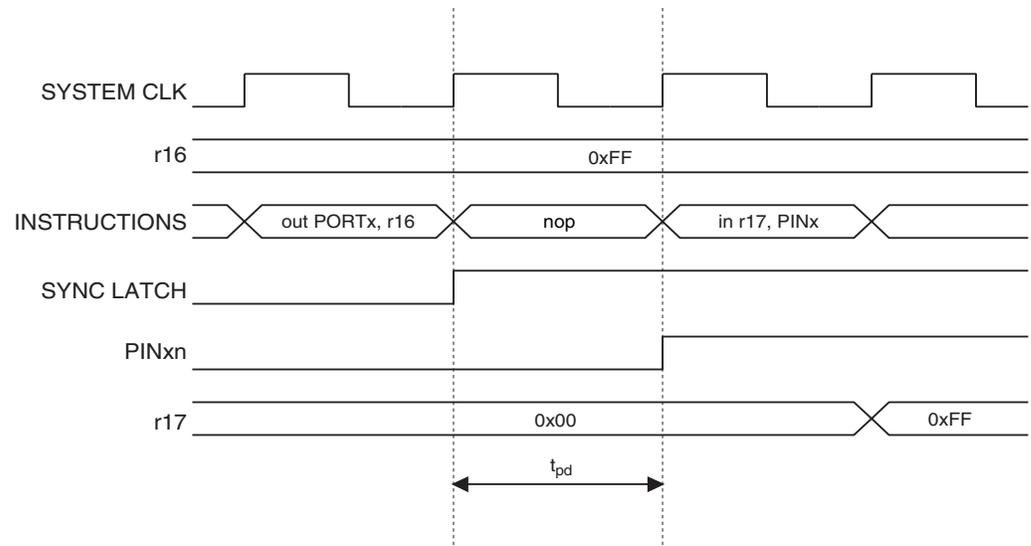 SYSTEM CLK
r16
0xFF
INSTRUCTIONS
out PORTx, r16
nop
in r17, PINx
SYNC LATCH
PINxn
r17
0x00
0xFF
tpd